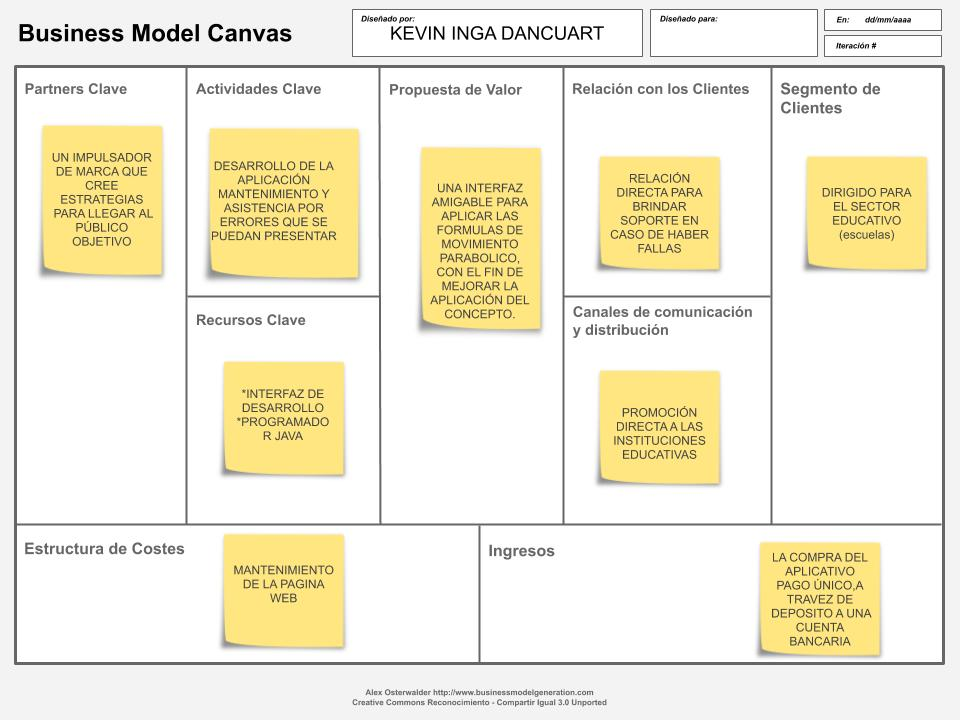 Business Model Canvas
Diseñado por:
KEVIN INGA DANCUART
Diseñado para:
En: dd/mm/aaaa
Iteración #
Partners Clave
UN IMPULSADOR
DE MARCA QUE
CREE
ESTRATEGIAS
PARA LLEGAR AL
PÚBLICO
OBJETIVO
Actividades Clave
DESARROLLO DE LA
APLICACIÓN
MANTENIMIENTO Y
ASISTENCIA POR
ERRORES QUE SE
PUEDAN PRESENTAR
Recursos Clave
*INTERFAZ DE
DESARROLLO
*PROGRAMADO
R JAVA
Propuesta de Valor
UNA INTERFAZ
AMIGABLE PARA
APLICAR LAS
FORMULAS DE
MOVIMIENTO
PARABOLICO,
CON EL FIN DE
MEJORAR LA
APLICACIÓN DEL
CONCEPTO.
Relación con los Clientes
RELACIÓN
DIRECTA PARA
BRINDAR
SOPORTE EN
CASO DE HABER
FALLAS
Canales de comunicación
y distribución
PROMOCIÓN
DIRECTA A LAS
INSTITUCIONES
EDUCATIVAS
Segmento de
Clientes
DIRIGIDO PARA
EL SECTOR
EDUCATIVO
(escuelas)
Estructura de Costes
MANTENIMIENTO
DE LA PAGINA
WEB
Ingresos
LA COMPRA DEL
APLICATIVO
PAGO ÚNICO,A
TRAVEZ DE
DEPOSITO A UNA
CUENTA
BANCARIA
Alex Osterwalder http://www.businessmodelgeneration.com
Creative Commons Reconocimiento - Compartir Igual 3.0 Unported